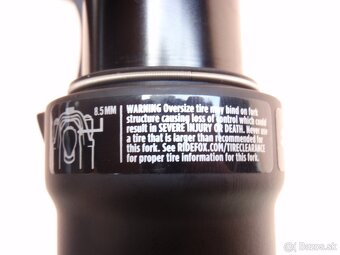 8.5 MM
WARNING Oversize tire may bind on fork
structure causing loss of control which could
result in SEVERE INJURY OR DEATH. Never use
a tire that is larger than recommended for
this fork. See RIDEFOX.COM/TIRECLEARANCE
for proper tire information for this fork.
© Bazos.sk